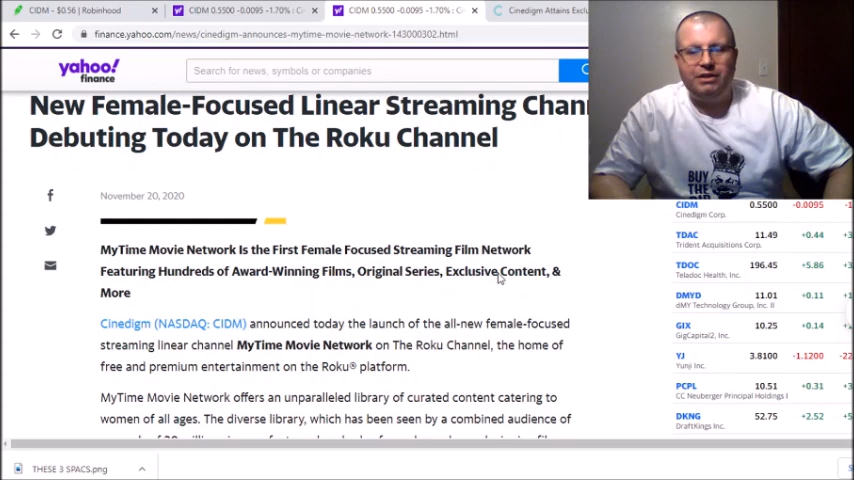 CIDM - $0.56 | Robinhood
CIDM 0.5500 -0.0095 -1.70% : C
CIDM 0.5500 -0.0095 -1.70% : C
Cinedigm Attains Exclu
finance.yahoo.com/news/cinedigm-announces-mytime-movie-network-143000302.html
yahoo!
finance
Search for news, symbols or companies
New Female-Focused Linear Streaming Chann
Debuting Today on The Roku Channel
November 20, 2020
MyTime Movie Network Is the First Female Focused Streaming Film Network
Featuring Hundreds of Award-Winning Films, Original Series, Exclusive Content, &
More
Cinedigm (NASDAQ: CIDM) announced today the launch of the all-new female-focused
streaming linear channel MyTime Movie Network on The Roku Channel, the home of
free and premium entertainment on the Roku® platform.
MyTime Movie Network offers an unparalleled library of curated content catering to
women of all ages. The diverse library, which has been seen by a combined audience of
BUY
THE
CIDM 0.5500 -0.0095 -1
Cinedigm Corp.
TDAC 11.49 +0.44 +3
Trident Acquisitions Corp.
TDOC 196.45 +5.86 +3
Teladoc Health, Inc.
DMYD 11.01 +0.11 +1
dMY Technology Group, Inc. II
GIX 10.25 +0.14 +1
GigCapital2, Inc.
YJ 3.8100 -1.1200 -22
Yunji Inc.
PCPL 10.51 +0.31 +3
CC Neuberger Principal Holdings I
DKNG 52.75 +2.52 +5
DraftKings Inc.
THESE 3 SPACS.png
S